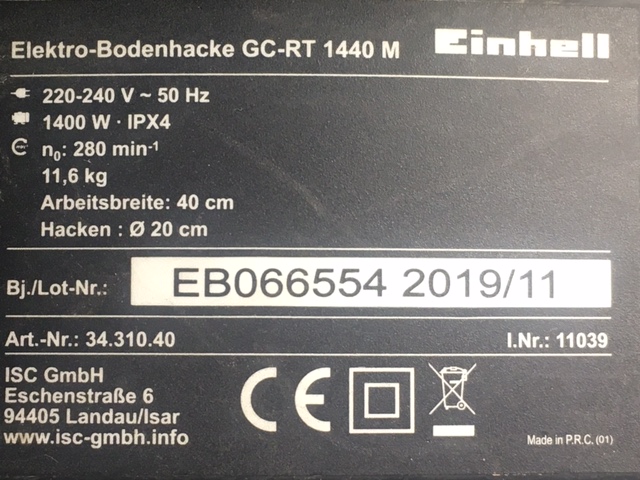 Elektro-Bodenhacke GC-RT 1440 M Einhell
220-240 V ~ 50 Hz
1400 W · IPX4
n₀: 280 min⁻¹
11,6 kg
Arbeitsbreite: 40 cm
Hacken : Ø 20 cm
Bj./Lot-Nr.: EB066554 2019/11
Art.-Nr.: 34.310.40 I.Nr.: 11039
ISC GmbH
Eschenstraße 6
94405 Landau/Isar
www.isc-gmbh.info
CE
Made in P.R.C. (01)